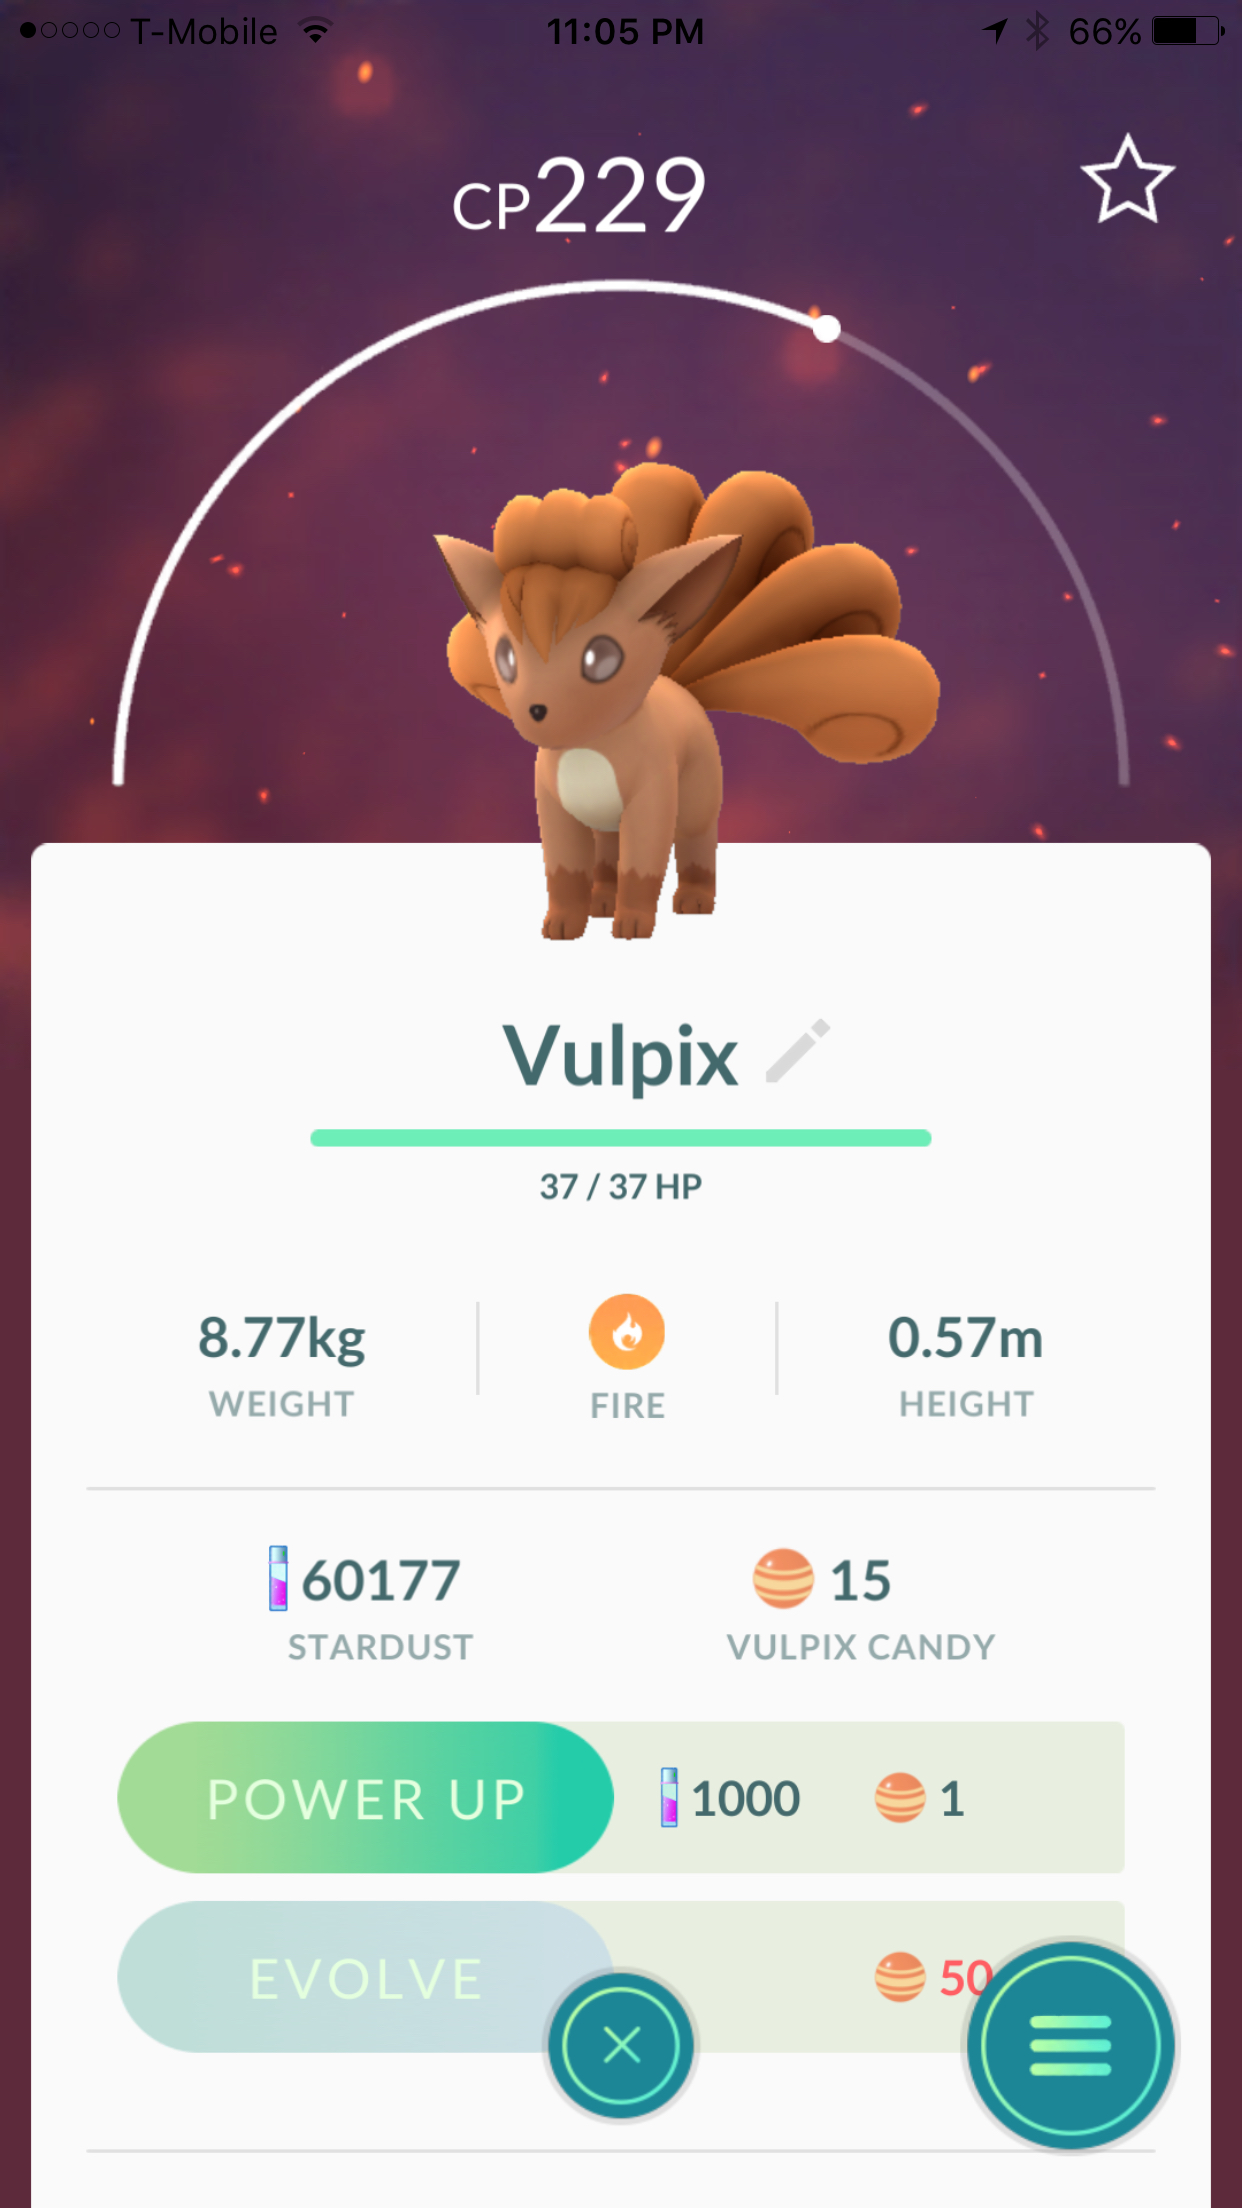 T-Mobile 11:05 PM 66%
CP229
Vulpix
37 / 37 HP
8.77kg 0.57m
WEIGHT FIRE HEIGHT
60177 15
STARDUST VULPIX CANDY
POWER UP 1000 1
EVOLVE 50